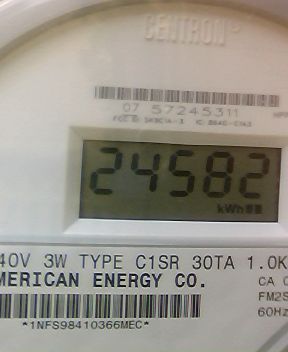 CENTRON
07 57245311
24582
kWh
40V 3W TYPE C1SR 30TA 1.0K
MERICAN ENERGY CO.
CA
FM2S
60Hz
*1NFS98410366MEC*